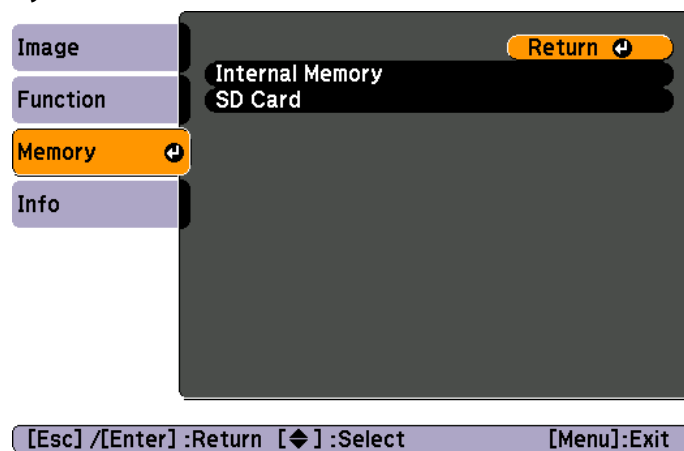 Image
Function
Memory
Info
Return
Internal Memory
SD Card
[Esc] /[Enter] :Return [ ] :Select [Menu]:Exit